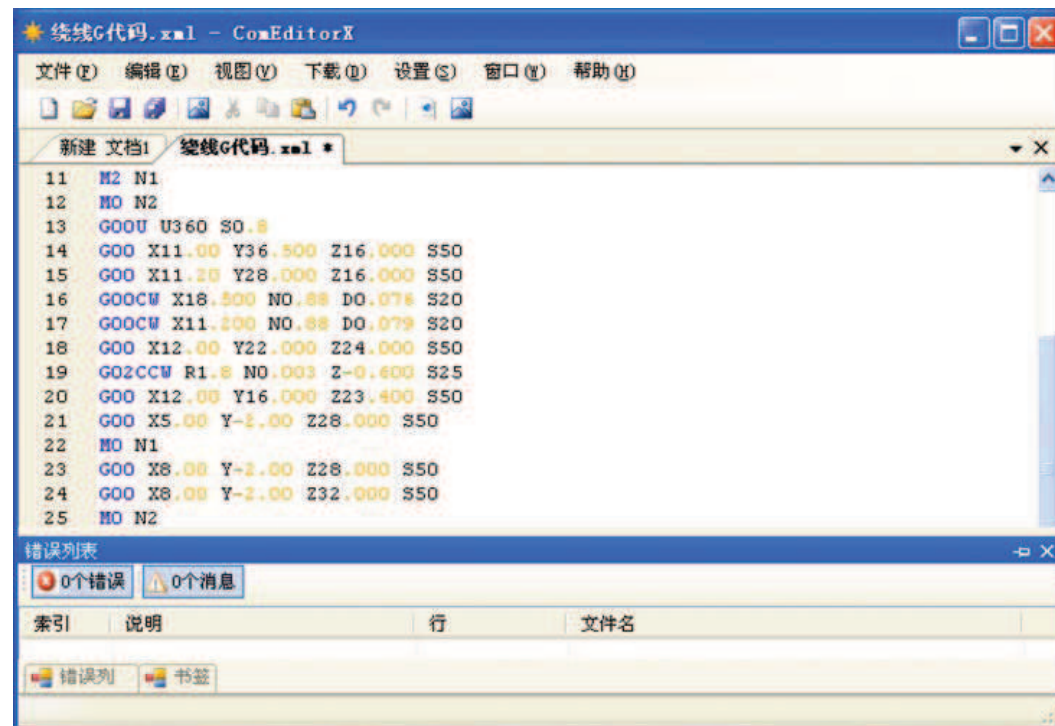 绕线G代码.xml - ComEditorX
文件(F) 编辑(E) 视图(V) 下载(D) 设置(S) 窗口(W) 帮助(H)
新建 文档1 绕线G代码.xml *
11 M2 N1
12 M0 N2
13 G00U U360 S0.8
14 G00 X11.00 Y36.500 Z16.000 S50
15 G00 X11.20 Y28.000 Z16.000 S50
16 G00CW X18.500 N0.88 D0.076 S20
17 G00CW X11.200 N0.88 D0.079 S20
18 G00 X12.00 Y22.000 Z24.000 S50
19 G02CCW R1.8 N0.003 Z-0.600 S25
20 G00 X12.00 Y16.000 Z23.400 S50
21 G00 X5.00 Y-2.00 Z28.000 S50
22 M0 N1
23 G00 X8.00 Y-2.00 Z28.000 S50
24 G00 X8.00 Y-2.00 Z32.000 S50
25 M0 N2
错误列表
0个错误 0个消息
索引 说明 行 文件名
错误列 书签